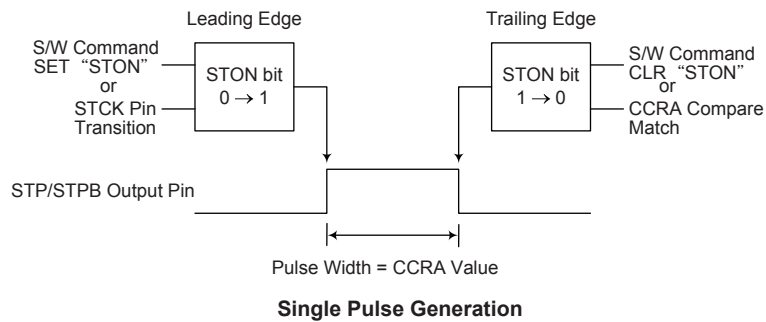 Leading Edge
Trailing Edge
S/W Command
SET “STON”
or
STCK Pin
Transition
STON bit
0 → 1
STON bit
1 → 0
S/W Command
CLR “STON”
or
CCRA Compare
Match
STP/STPB Output Pin
Pulse Width = CCRA Value
Single Pulse Generation